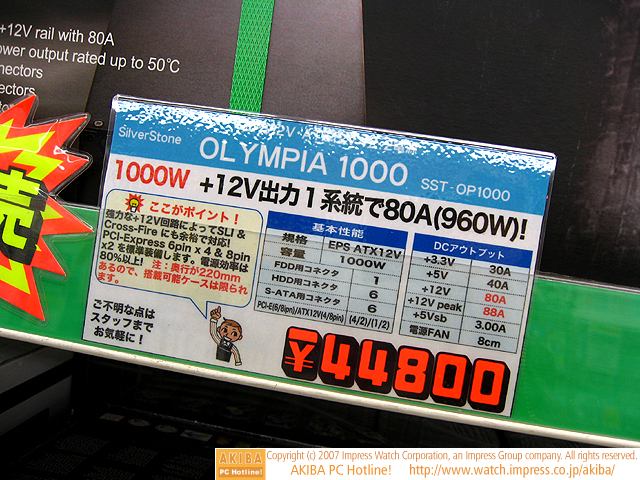 +12V rail with 80A
ower output rated up to 50℃
nnectors
ectors
売
SilverStone
OLYMPIA 1000
SST-OP1000
1000W
+12V出力1系統で80A(960W)!
ここがポイント！
強力な+12V回路によってSLI &
Cross-Fire にも余裕で対応!
PCI-Express 6pin x 4 & 8pin
x2 を標準装備します。電源効率は
80%以上! 注：奥行が220mm
あるので、搭載可能ケースは限られ
ます。
ご不明な点は
スタッフまで
お気軽に！
基本性能
規格 EPS ATX12V
容量 1000W
FDD用コネクタ 1
HDD用コネクタ 6
S-ATA用コネクタ 6
PCI-E(6/8pin)/ATX12V(4/8pin) (4/2)/(1/2)
DCアウトプット
+3.3V 30A
+5V 40A
+12V 80A
+12V peak 88A
+5Vsb 3.00A
電源FAN 8cm
¥44800
AKIBA
PC Hotline!
Copyright (c) 2007 Impress Watch Corporation, an Impress Group company. All rights reserved.
AKIBA PC Hotline! http://www.watch.impress.co.jp/akiba/